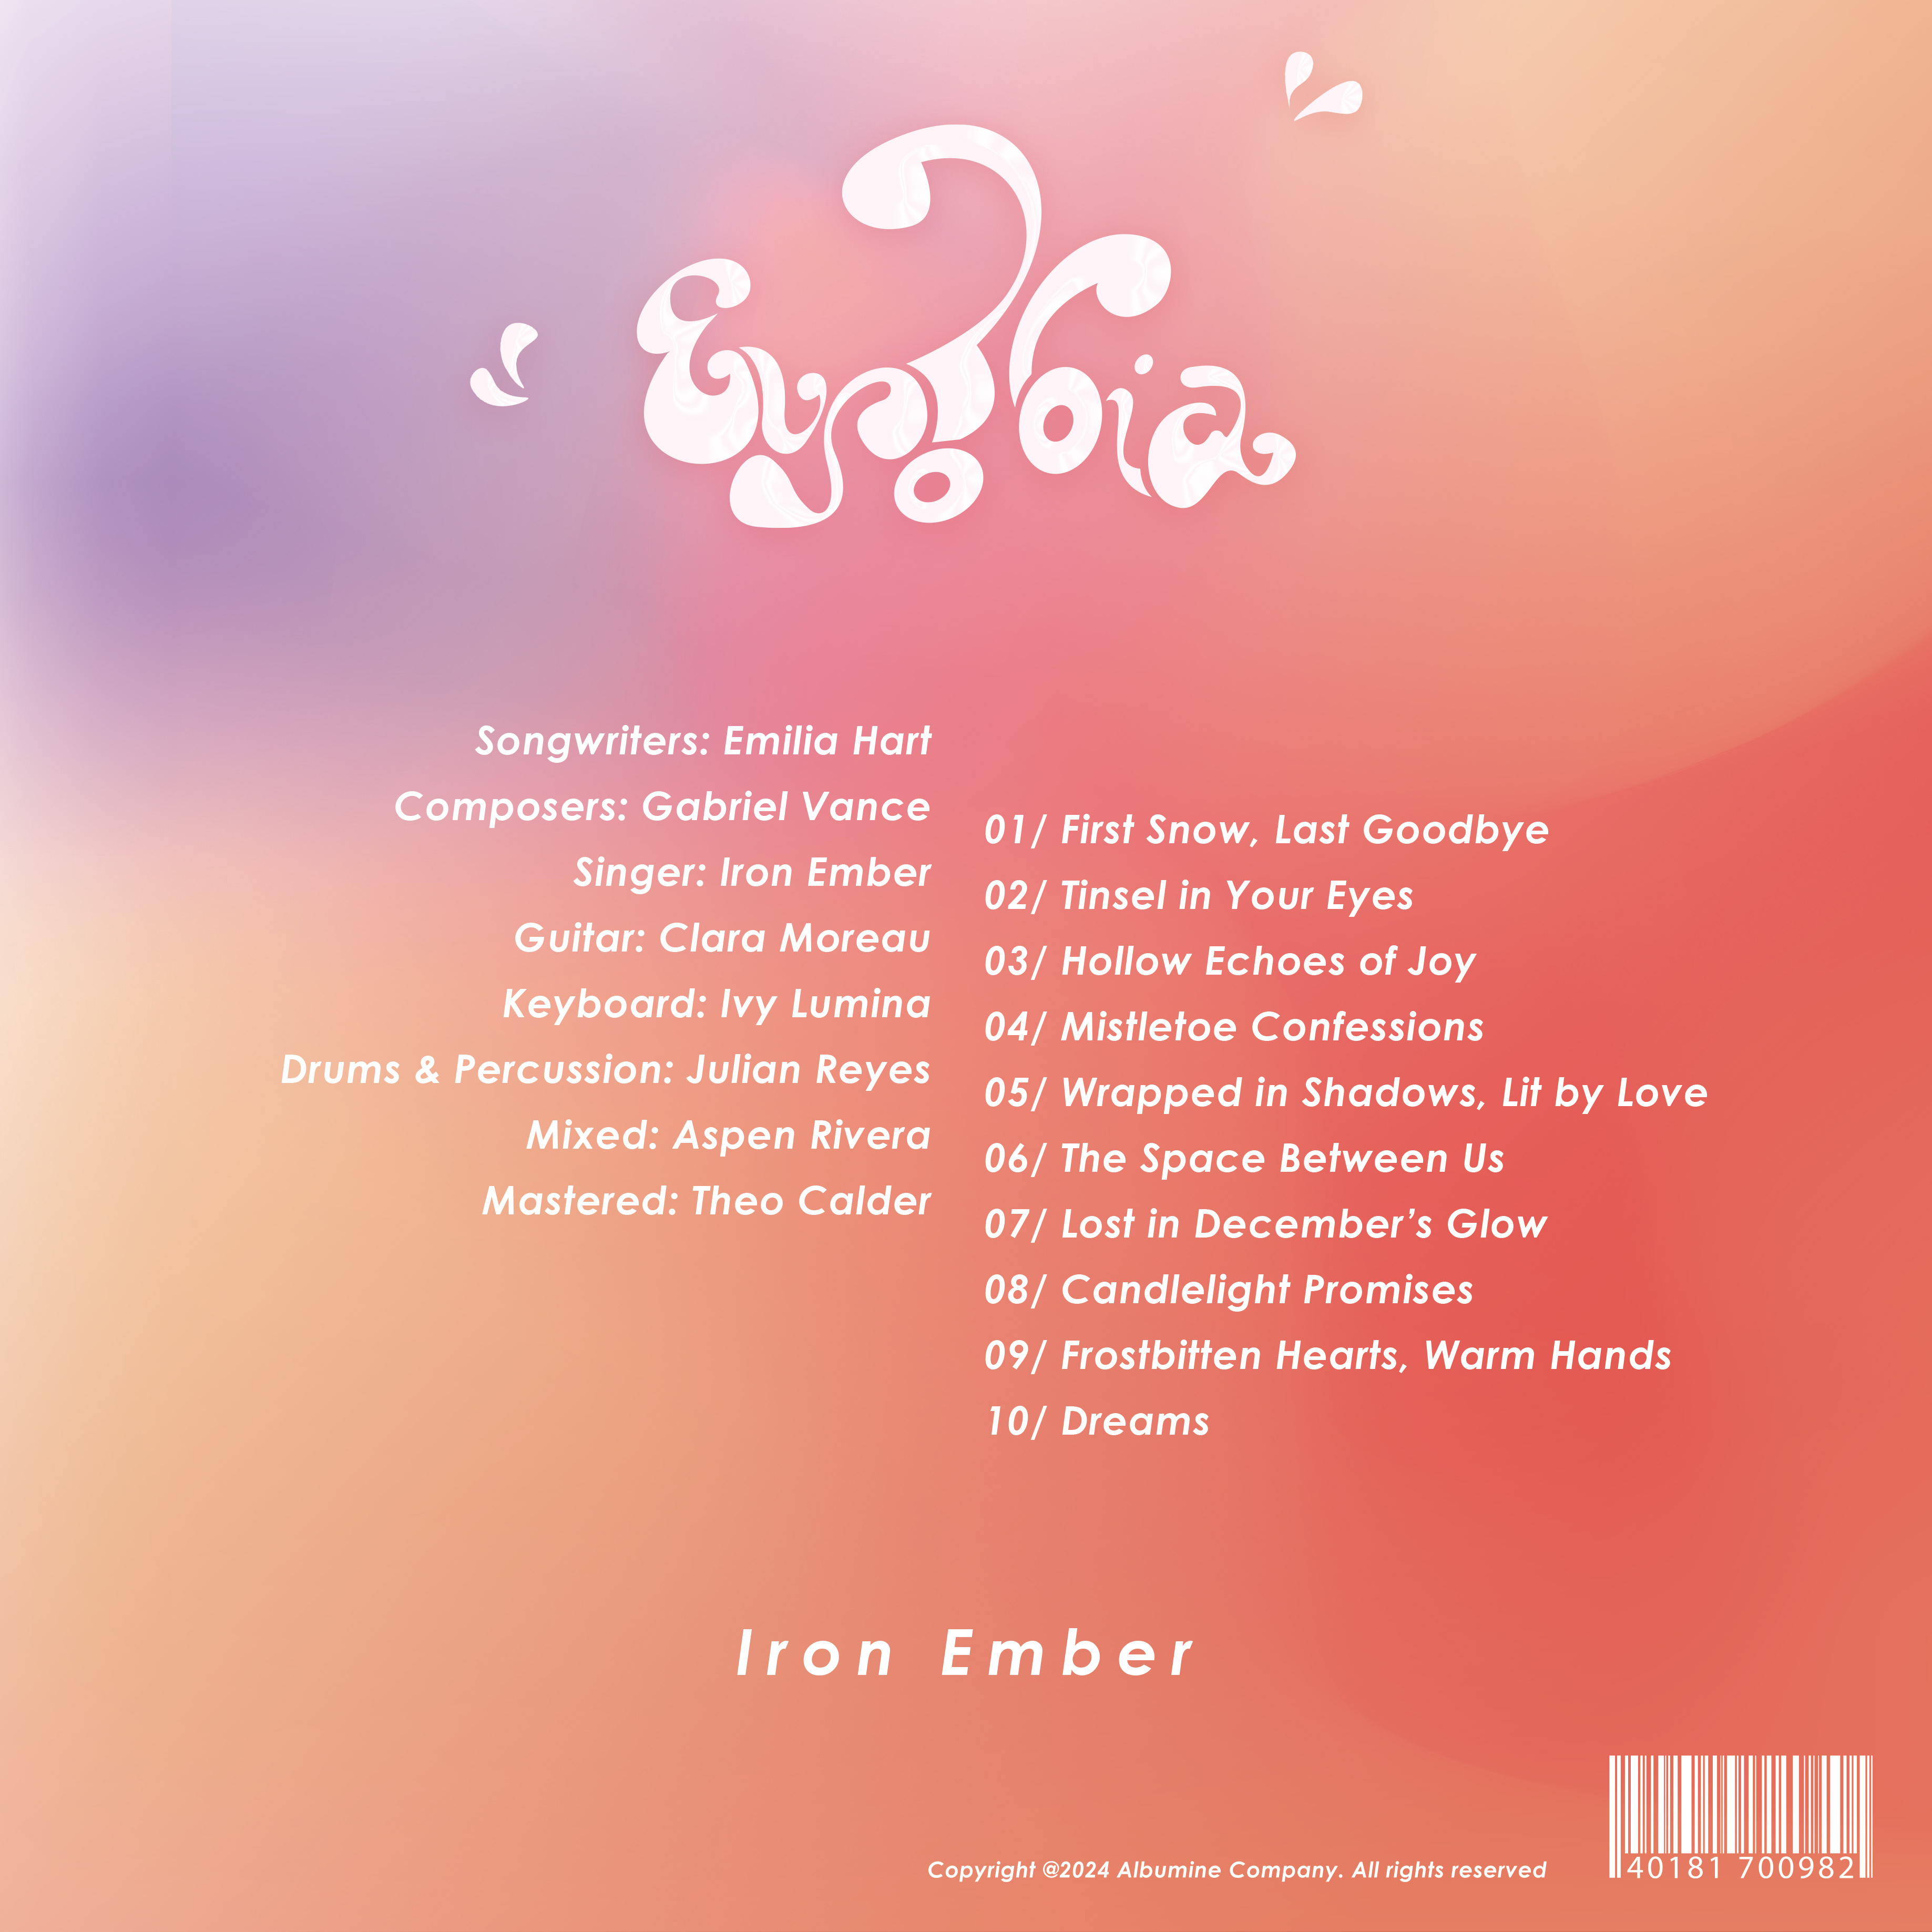 Songwriters: Emilia Hart
Composers: Gabriel Vance
Singer: Iron Ember
Guitar: Clara Moreau
Keyboard: Ivy Lumina
Drums & Percussion: Julian Reyes
Mixed: Aspen Rivera
Mastered: Theo Calder
01/ First Snow, Last Goodbye
02/ Tinsel in Your Eyes
03/ Hollow Echoes of Joy
04/ Mistletoe Confessions
05/ Wrapped in Shadows, Lit by Love
06/ The Space Between Us
07/ Lost in December’s Glow
08/ Candlelight Promises
09/ Frostbitten Hearts, Warm Hands
10/ Dreams
Iron Ember
Copyright @2024 Albumine Company. All rights reserved
40181 700982